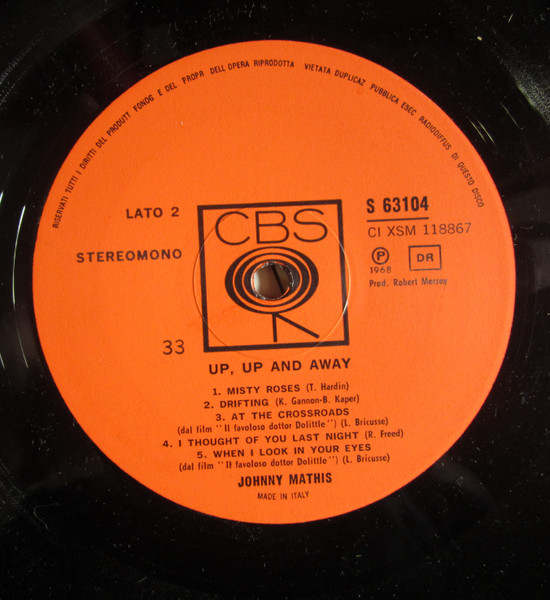 RISERVATI TUTTI I DIRITTI DEL PRODUTT FONOG E DEL PROPR DELL OPERA RIPRODOTTA VIETATA DUPLICAZ PUBBLICA ESEC RADIODIFFUS DI QUESTO DISCO
LATO 2
STEREOMONO
33
CBS
S 63104
CI XSM 118867
P DR
1968
Prod. Robert Mersey
UP, UP AND AWAY
1. MISTY ROSES (T. Hardin)
2. DRIFTING (K. Gannon-B. Kaper)
3. AT THE CROSSROADS
(dal film "Il favoloso dottor Dolittle") (L. Bricusse)
4. I THOUGHT OF YOU LAST NIGHT (R. Freed)
5. WHEN I LOOK IN YOUR EYES
(dal film "Il favoloso dottor Dolittle") (L. Bricusse)
JOHNNY MATHIS
MADE IN ITALY